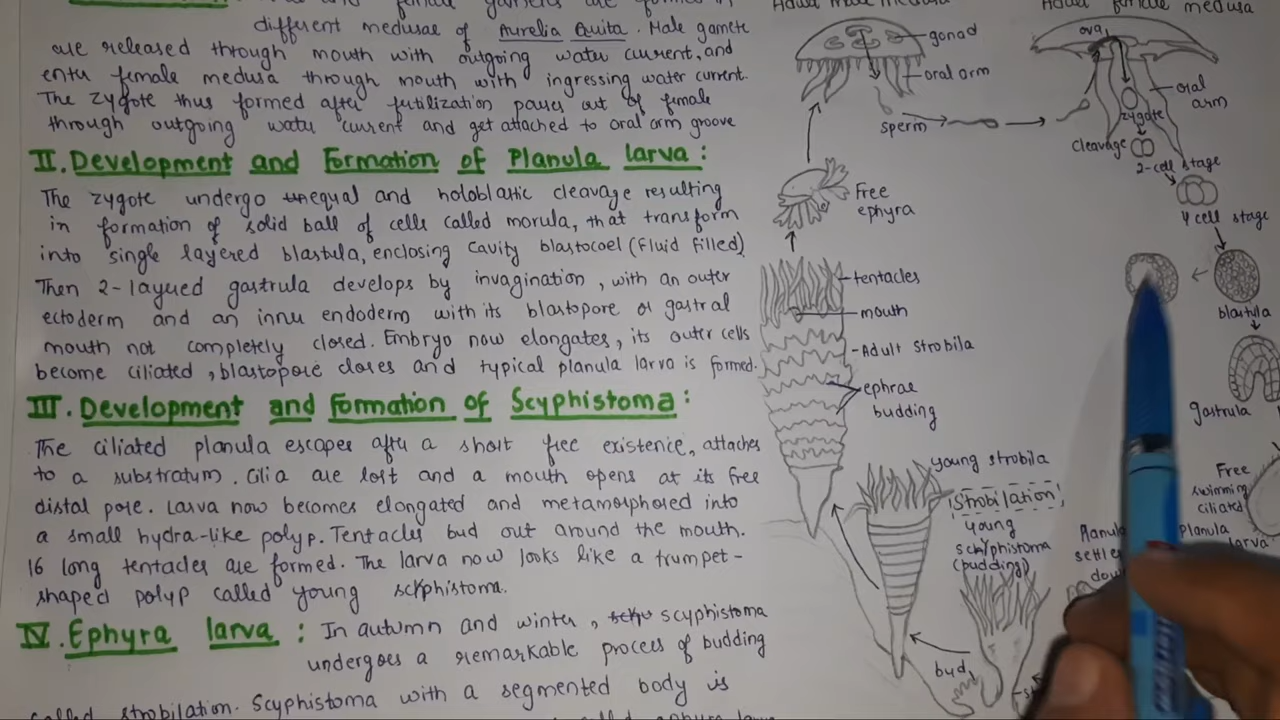 different medusae of Aurelia Aurita. Male gamete
are released through mouth with outgoing water current, and
enter female medusa through mouth with ingressing water current.
The zygote thus formed after futilization passes out of female
through outgoing water current and get attached to oral arm groove
II. Development and Formation of Planula larva:
The zygote undergo unequal and holoblastic cleavage resulting
in formation of solid ball of cells called morula, that transform
into single layered blastula, enclosing cavity blastocoel (fluid filled)
Then 2-layered gastrula develops by invagination, with an outer
ectoderm and an inner endoderm with its blastopore or gastral
mouth not completely closed. Embryo now elongates, its outer cells
become ciliated, blastopore closes and typical planula larva is formed.
III. Development and Formation of Scyphistoma:
The ciliated planula escapes after a short free existence, attaches
to a substratum. Cilia are lost and a mouth opens at its free
distal pole. Larva now becomes elongated and metamorphosed into
a small hydra-like polyp. Tentacles bud out around the mouth.
16 long tentacles are formed. The larva now looks like a trumpet-
shaped polyp called young scyphistoma.
IV. Ephyra larva : In autumn and winter, scyphistoma
undergoes a remarkable process of budding
called strobilation. Scyphistoma with a segmented body is
Adult male medusa
gonad
oral arm
sperm
Adult female medusa
ova
oral
arm
zygote
cleavage
2-cell stage
4 cell stage
blastula
gastrula
Free
swimming
ciliated
planula
larva
Planula
settles
down
Free
ephyra
tentacles
mouth
Adult strobila
ephrae
budding
young strobila
Strobilation
young
scyphistoma
(budding)
bud